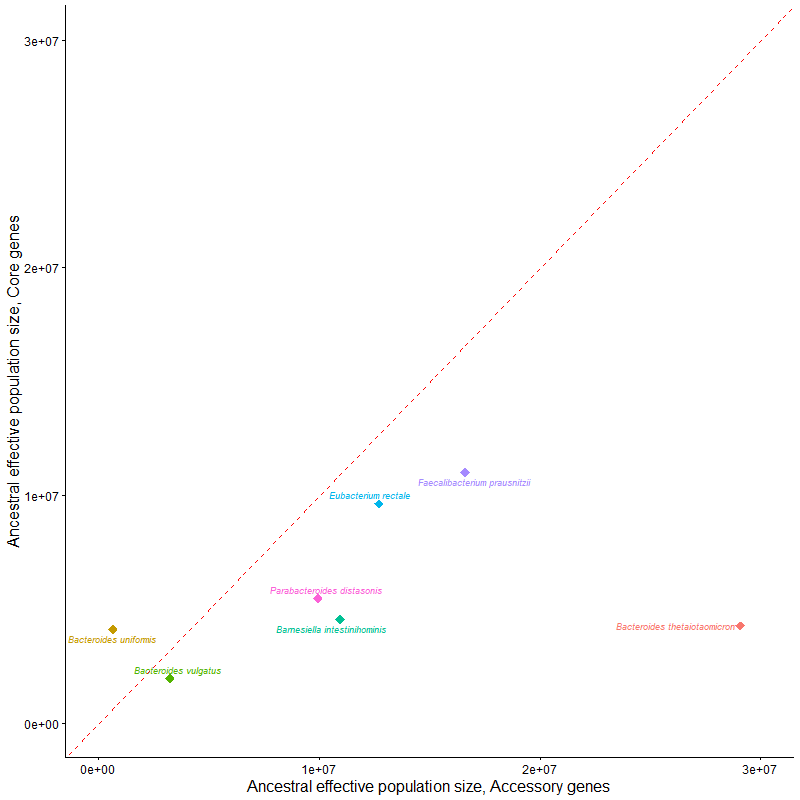 3e+07
2e+07
1e+07
0e+00
Ancestral effective population size, Core genes
Faecalibacterium prausnitzii
Eubacterium rectale
Parabacteroides distasonis
Barnesiella intestinihominis
Bacteroides thetaiotaomicron
Bacteroides uniformis
Bacteroides vulgatus
0e+00 1e+07 2e+07 3e+07
Ancestral effective population size, Accessory genes